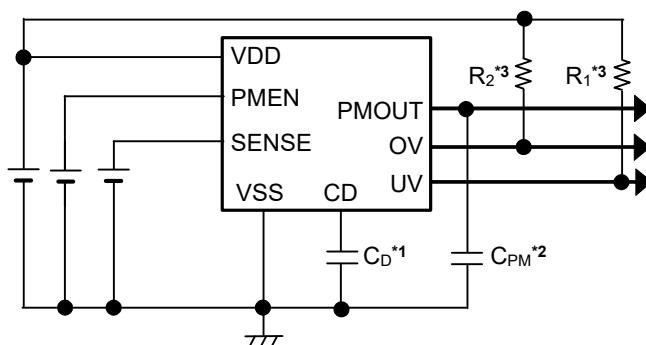 VDD
R2*3
R1*3
PMEN
PMOUT
SENSE
OV
UV
VSS
CD
CD*1
CPM*2